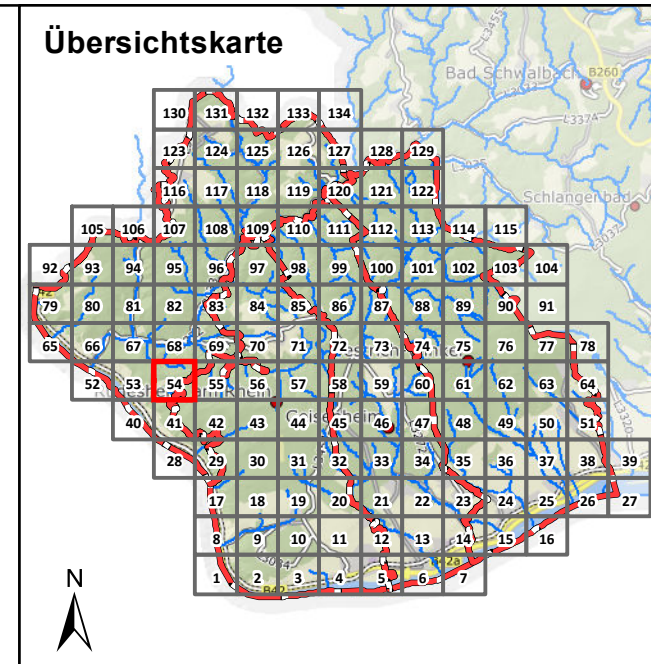 Übersichtskarte
L3455
Bad Schwalbach
B260
L3374
L3035
Schlangenbad
L3037
130 131 132 133 134
123 124 125 126 127 128 129
116 117 118 119 120 121 122
105 106 107 108 109 110 111 112 113 114 115
92 93 94 95 96 97 98 99 100 101 102 103 104
79 80 81 82 83 84 85 86 87 88 89 90 91
65 66 67 68 69 70 71 72 73 74 75 76 77 78
52 53 54 55 56 57 58 59 60 61 62 63 64
Geisenheim
40 41 42 43 44 45 46 47 48 49 50 51
L3320
28 29 30 31 32 33 34 35 36 37 38 39
17 18 19 20 21 22 23 24 25 26 27
8 9 10 11 12 13 14 15 16
L3034
B42a
1 2 3 4 5 6 7
B42
N